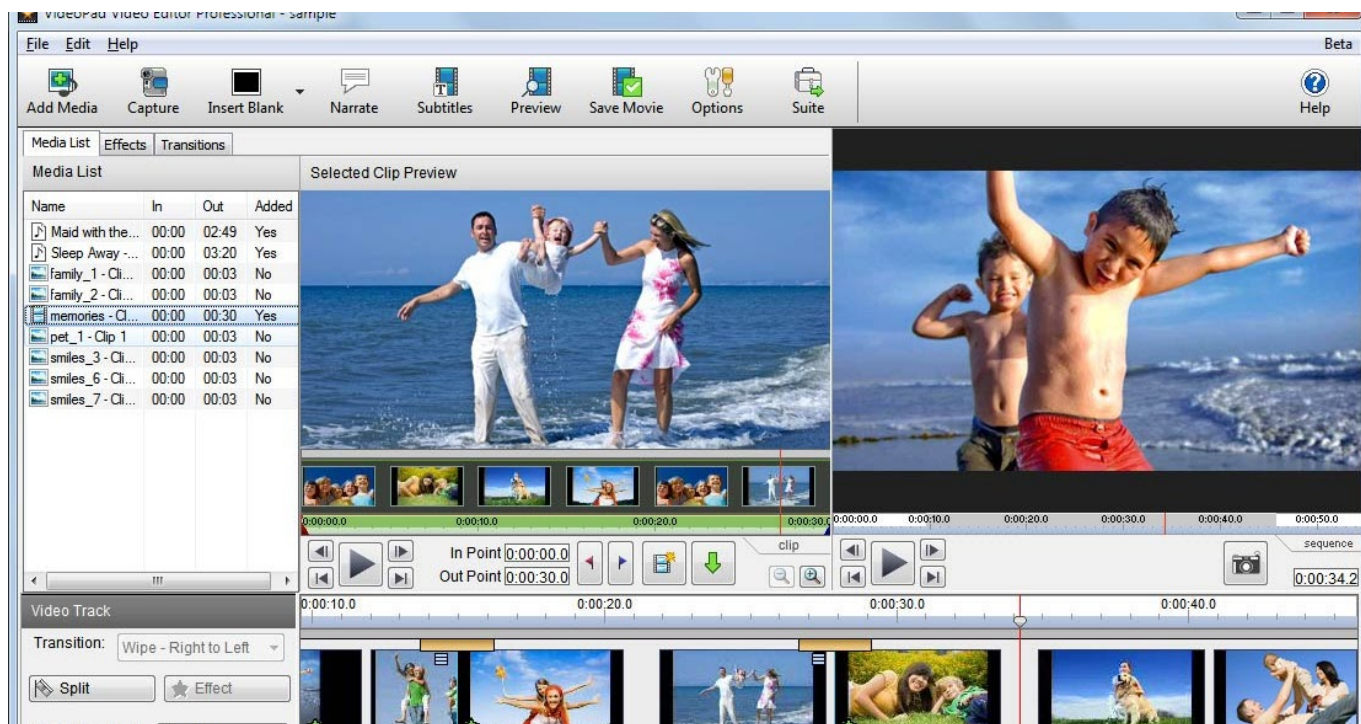 VideoPad Video Editor Professional - sample
File Edit Help Beta
Add Media Capture Insert Blank Narrate Subtitles Preview Save Movie Options Suite Help
Media List Effects Transitions
Media List
Selected Clip Preview
Name In Out Added
Maid with the... 00:00 02:49 Yes
Sleep Away -... 00:00 03:20 Yes
family_1 - Cli... 00:00 00:03 No
family_2 - Cli... 00:00 00:03 No
memories - Cl... 00:00 00:30 Yes
pet_1 - Clip 1 00:00 00:03 No
smiles_3 - Cli... 00:00 00:03 No
smiles_6 - Cli... 00:00 00:03 No
smiles_7 - Cli... 00:00 00:03 No
0:00:00.0 0:00:10.0 0:00:20.0 0:00:30.0
0:00:00.0 0:00:10.0 0:00:20.0 0:00:30.0 0:00:40.0 0:00:50.0
In Point 0:00:00.0
Out Point 0:00:30.0
clip
sequence
0:00:34.2
Video Track
0:00:10.0 0:00:20.0 0:00:30.0 0:00:40.0
Transition: Wipe - Right to Left
Split Effect